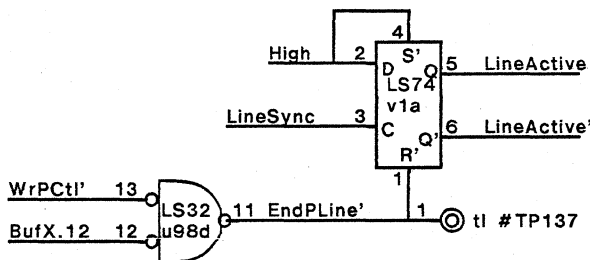 4
High 2 D S' Q 5 LineActive
LS74
v1a
LineSync 3 C Q' 6 LineActive'
R'
1
WrPCtl' 13
LS32 11 EndPLine' 1 tl #TP137
BufX.12 12 u98d